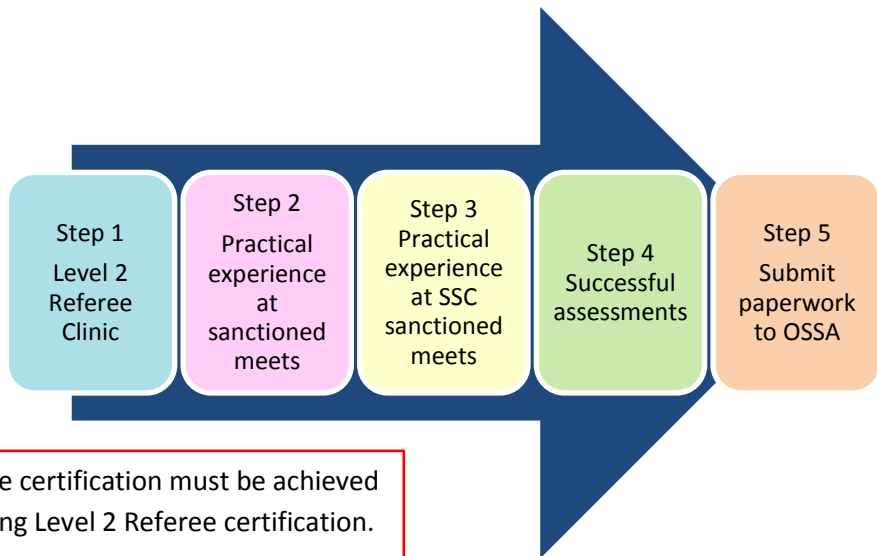 Step 1
Level 2
Referee
Clinic
Step 2
Practical
experience
at
sanctioned
meets
Step 3
Practical
experience
at SSC
sanctioned
meets
Step 4
Successful
assessments
Step 5
Submit
paperwork
to OSSA
e certification must be achieved
ng Level 2 Referee certification.